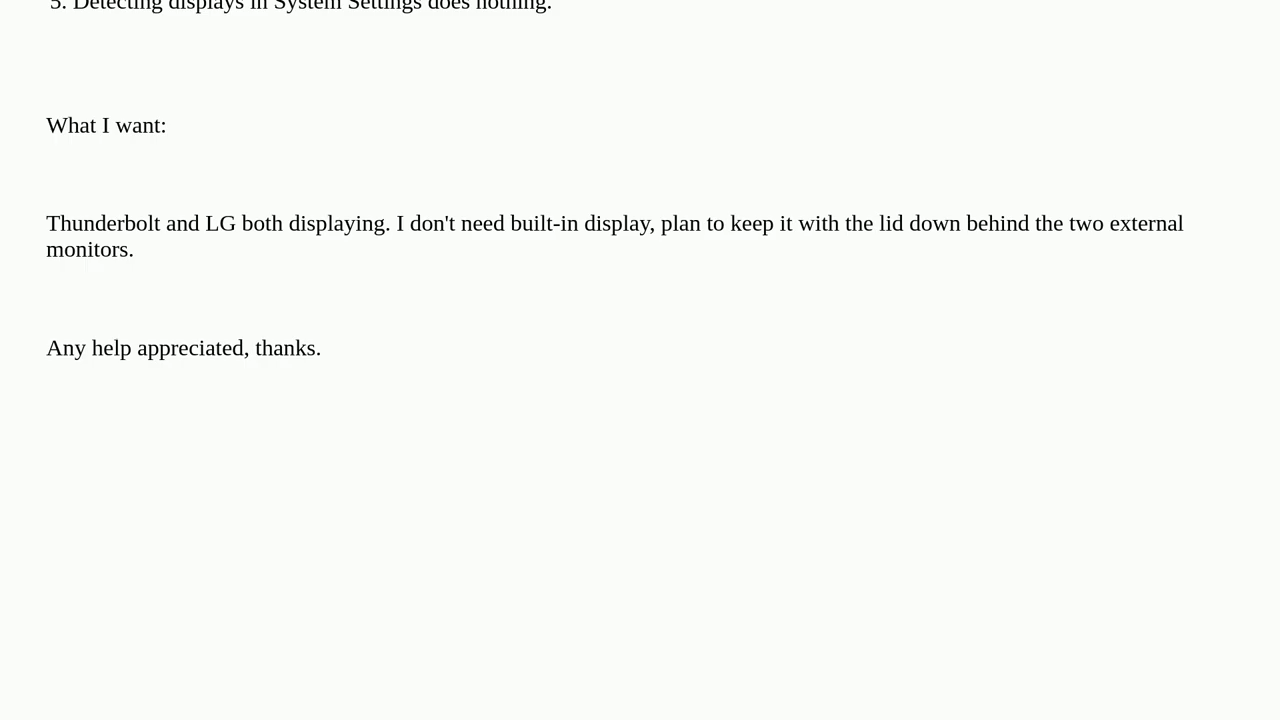 5. Detecting displays in System Settings does nothing.
What I want:
Thunderbolt and LG both displaying. I don't need built-in display, plan to keep it with the lid down behind the two external
monitors.
Any help appreciated, thanks.